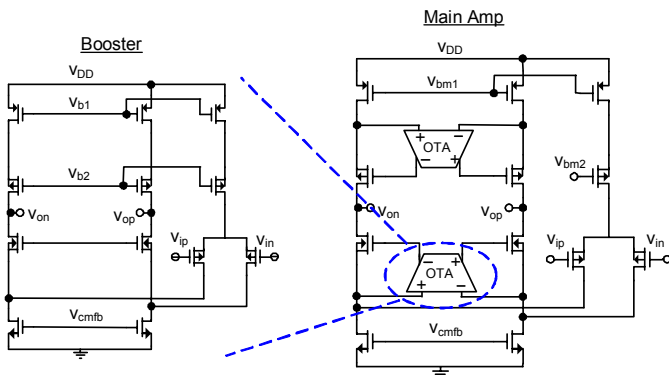 Main Amp
Booster
VDD
VDD
Vb1
Vbm1
+ −
OTA
− +
Vb2
Vbm2
Von
Vop
Von
Vop
Vip
Vin
Vip
Vin
− +
OTA
+ −
Vcmfb
Vcmfb